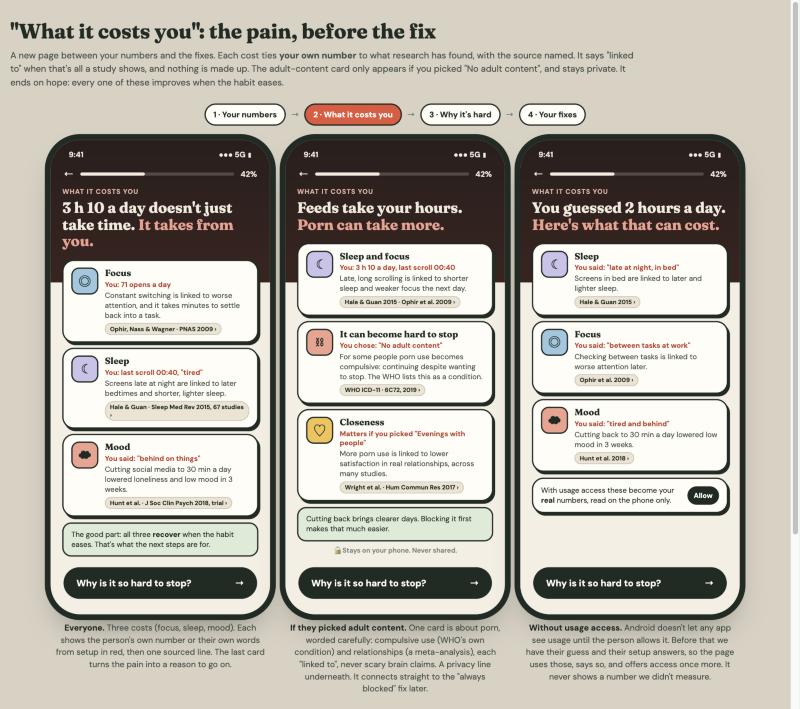 "What it costs you": the pain, before the fix
A new page between your numbers and the fixes. Each cost ties your own number to what research has found, with the source named. It says "linked
to" when that's all a study shows, and nothing is made up. The adult-content card only appears if you picked "No adult content", and stays private. It
ends on hope: every one of these improves when the habit eases.
1 · Your numbers → 2 · What it costs you → 3 · Why it's hard → 4 · Your fixes
9:41 5G
← 42%
WHAT IT COSTS YOU
3 h 10 a day doesn't just
take time. It takes from
you.
Focus
You: 71 opens a day
Constant switching is linked to worse
attention, and it takes minutes to settle
back into a task.
Ophir, Nass & Wagner · PNAS 2009 ›
Sleep
You: last scroll 00:40, "tired"
Screens late at night are linked to later
bedtimes and shorter, lighter sleep.
Hale & Guan · Sleep Med Rev 2015, 67 studies
›
Mood
You said: "behind on things"
Cutting social media to 30 min a day
lowered loneliness and low mood in 3
weeks.
Hunt et al. · J Soc Clin Psych 2018, trial ›
The good part: all three recover when the habit
eases. That's what the next steps are for.
Why is it so hard to stop? →
Everyone. Three costs (focus, sleep, mood). Each
shows the person's own number or their own words
from setup in red, then one sourced line. The last card
turns the pain into a reason to go on.
9:41 5G
← 42%
WHAT IT COSTS YOU
Feeds take your hours.
Porn can take more.
Sleep and focus
You: 3 h 10 a day, last scroll 00:40
Late, long scrolling is linked to shorter
sleep and weaker focus the next day.
Hale & Guan 2015 · Ophir et al. 2009 ›
It can become hard to stop
You chose: "No adult content"
For some people porn use becomes
compulsive: continuing despite wanting
to stop. The WHO lists this as a condition.
WHO ICD-11 · 6C72, 2019 ›
Closeness
Matters if you picked "Evenings with
people"
More porn use is linked to lower
satisfaction in real relationships, across
many studies.
Wright et al. · Hum Commun Res 2017 ›
Cutting back brings clearer days. Blocking it first
makes that much easier.
Stays on your phone. Never shared.
Why is it so hard to stop? →
If they picked adult content. One card is about porn,
worded carefully: compulsive use (WHO's own
condition) and relationships (a meta-analysis), each
"linked to", never scary brain claims. A privacy line
underneath. It connects straight to the "always
blocked" fix later.
9:41 5G
← 42%
WHAT IT COSTS YOU
You guessed 2 hours a day.
Here's what that can cost.
Sleep
You said: "late at night, in bed"
Screens in bed are linked to later and
lighter sleep.
Hale & Guan 2015 ›
Focus
You said: "between tasks at work"
Checking between tasks is linked to
worse attention later.
Ophir et al. 2009 ›
Mood
You said: "tired and behind"
Cutting back to 30 min a day lowered low
mood in 3 weeks.
Hunt et al. 2018 ›
With usage access these become your
real numbers, read on the phone only.
Allow
Why is it so hard to stop? →
Without usage access. Android doesn't let any app
see usage until the person allows it. Before that we
have their guess and their setup answers, so the page
uses those, says so, and offers access once more. It
never shows a number we didn't measure.